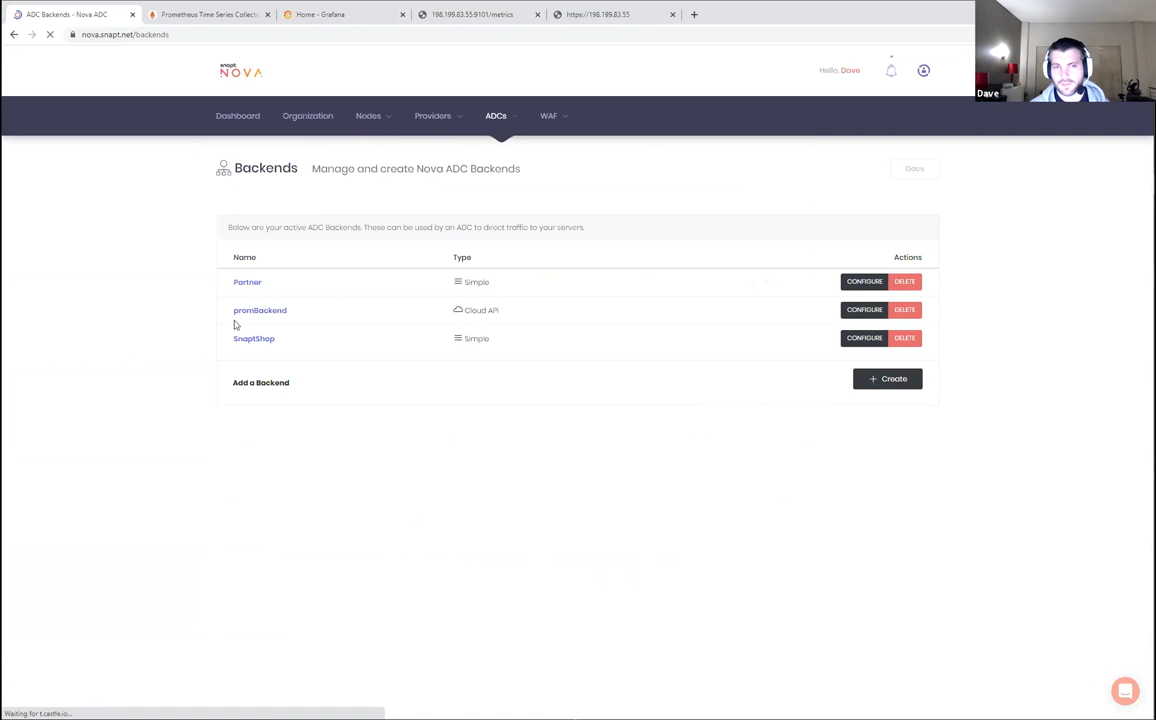 ADC Backends - Nova ADC
Prometheus Time Series Collecti
Home - Grafana
198.199.83.55:9101/metrics
https://198.199.83.55
nova.snapt.net/backends
Dave
snapt
NOVA
Hello, Dave
Dashboard
Organization
Nodes
Providers
ADCs
WAF
Backends
Manage and create Nova ADC Backends
Docs
Below are your active ADC Backends. These can be used by an ADC to direct traffic to your servers.
Name
Type
Actions
Partner
Simple
CONFIGURE
DELETE
promBackend
Cloud API
CONFIGURE
DELETE
SnaptShop
Simple
CONFIGURE
DELETE
Add a Backend
+ Create
Waiting for t.castle.io...